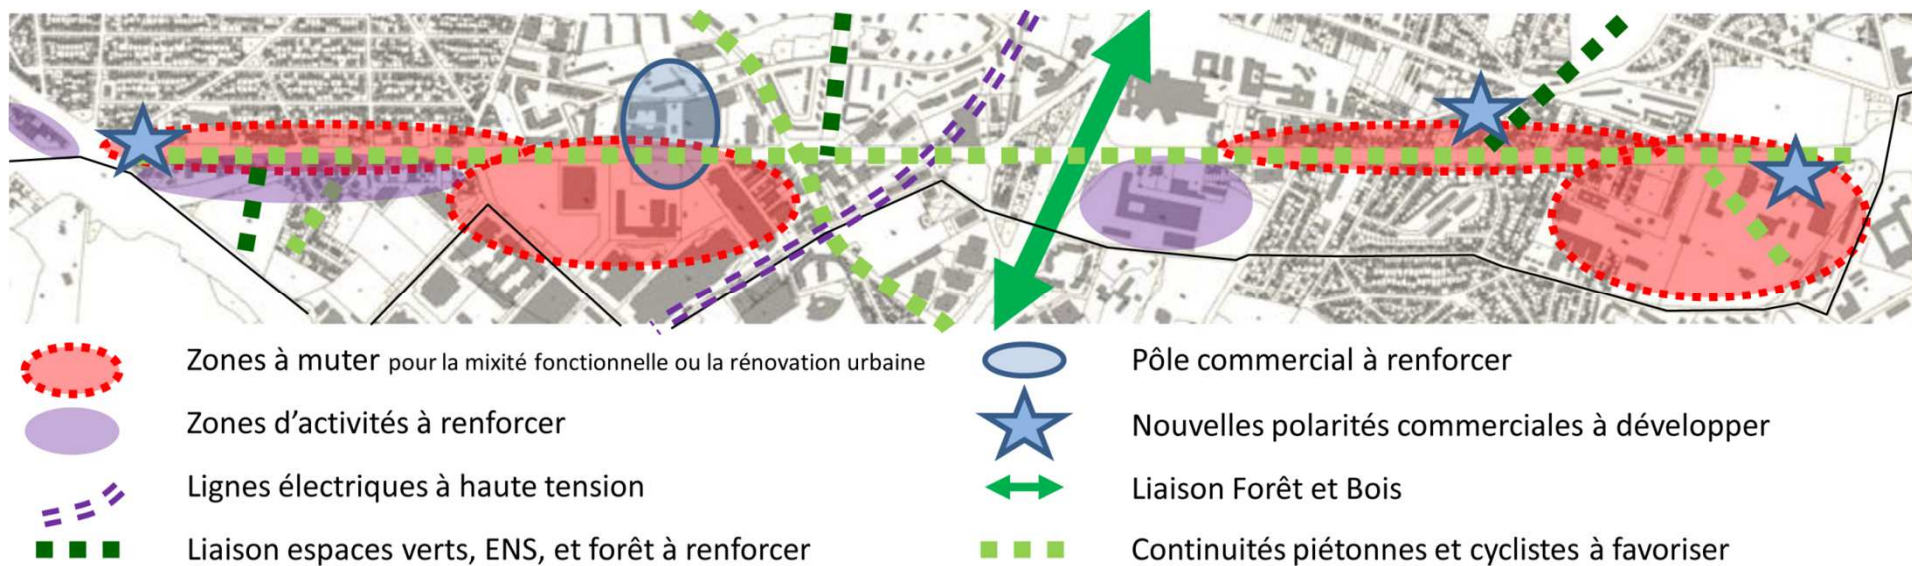 Zones à muter pour la mixité fonctionnelle ou la rénovation urbaine
Zones d'activités à renforcer
Lignes électriques à haute tension
Liaison espaces verts, ENS, et forêt à renforcer
Pôle commercial à renforcer
Nouvelles polarités commerciales à développer
Liaison Forêt et Bois
Continuités piétonnes et cyclistes à favoriser